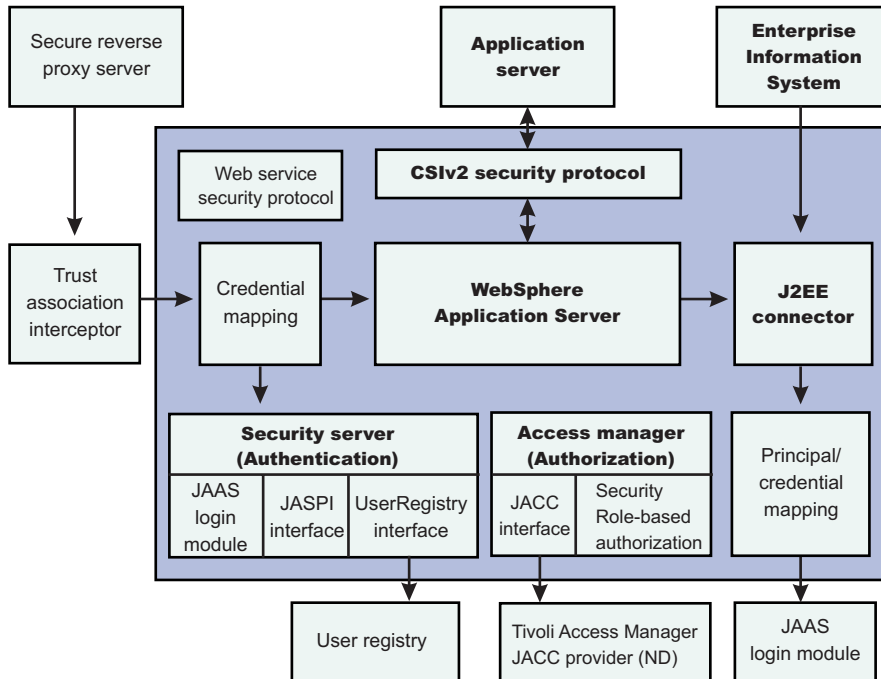 Secure reverse
proxy server
Application
server
Enterprise
Information
System
Web service
security protocol
CSIv2 security protocol
Trust
association
interceptor
Credential
mapping
WebSphere
Application Server
J2EE
connector
Security server
(Authentication)
JAAS
login
module
JASPI
interface
UserRegistry
interface
Access manager
(Authorization)
JACC
interface
Security
Role-based
authorization
Principal/
credential
mapping
User registry
Tivoli Access Manager
JACC provider (ND)
JAAS
login module